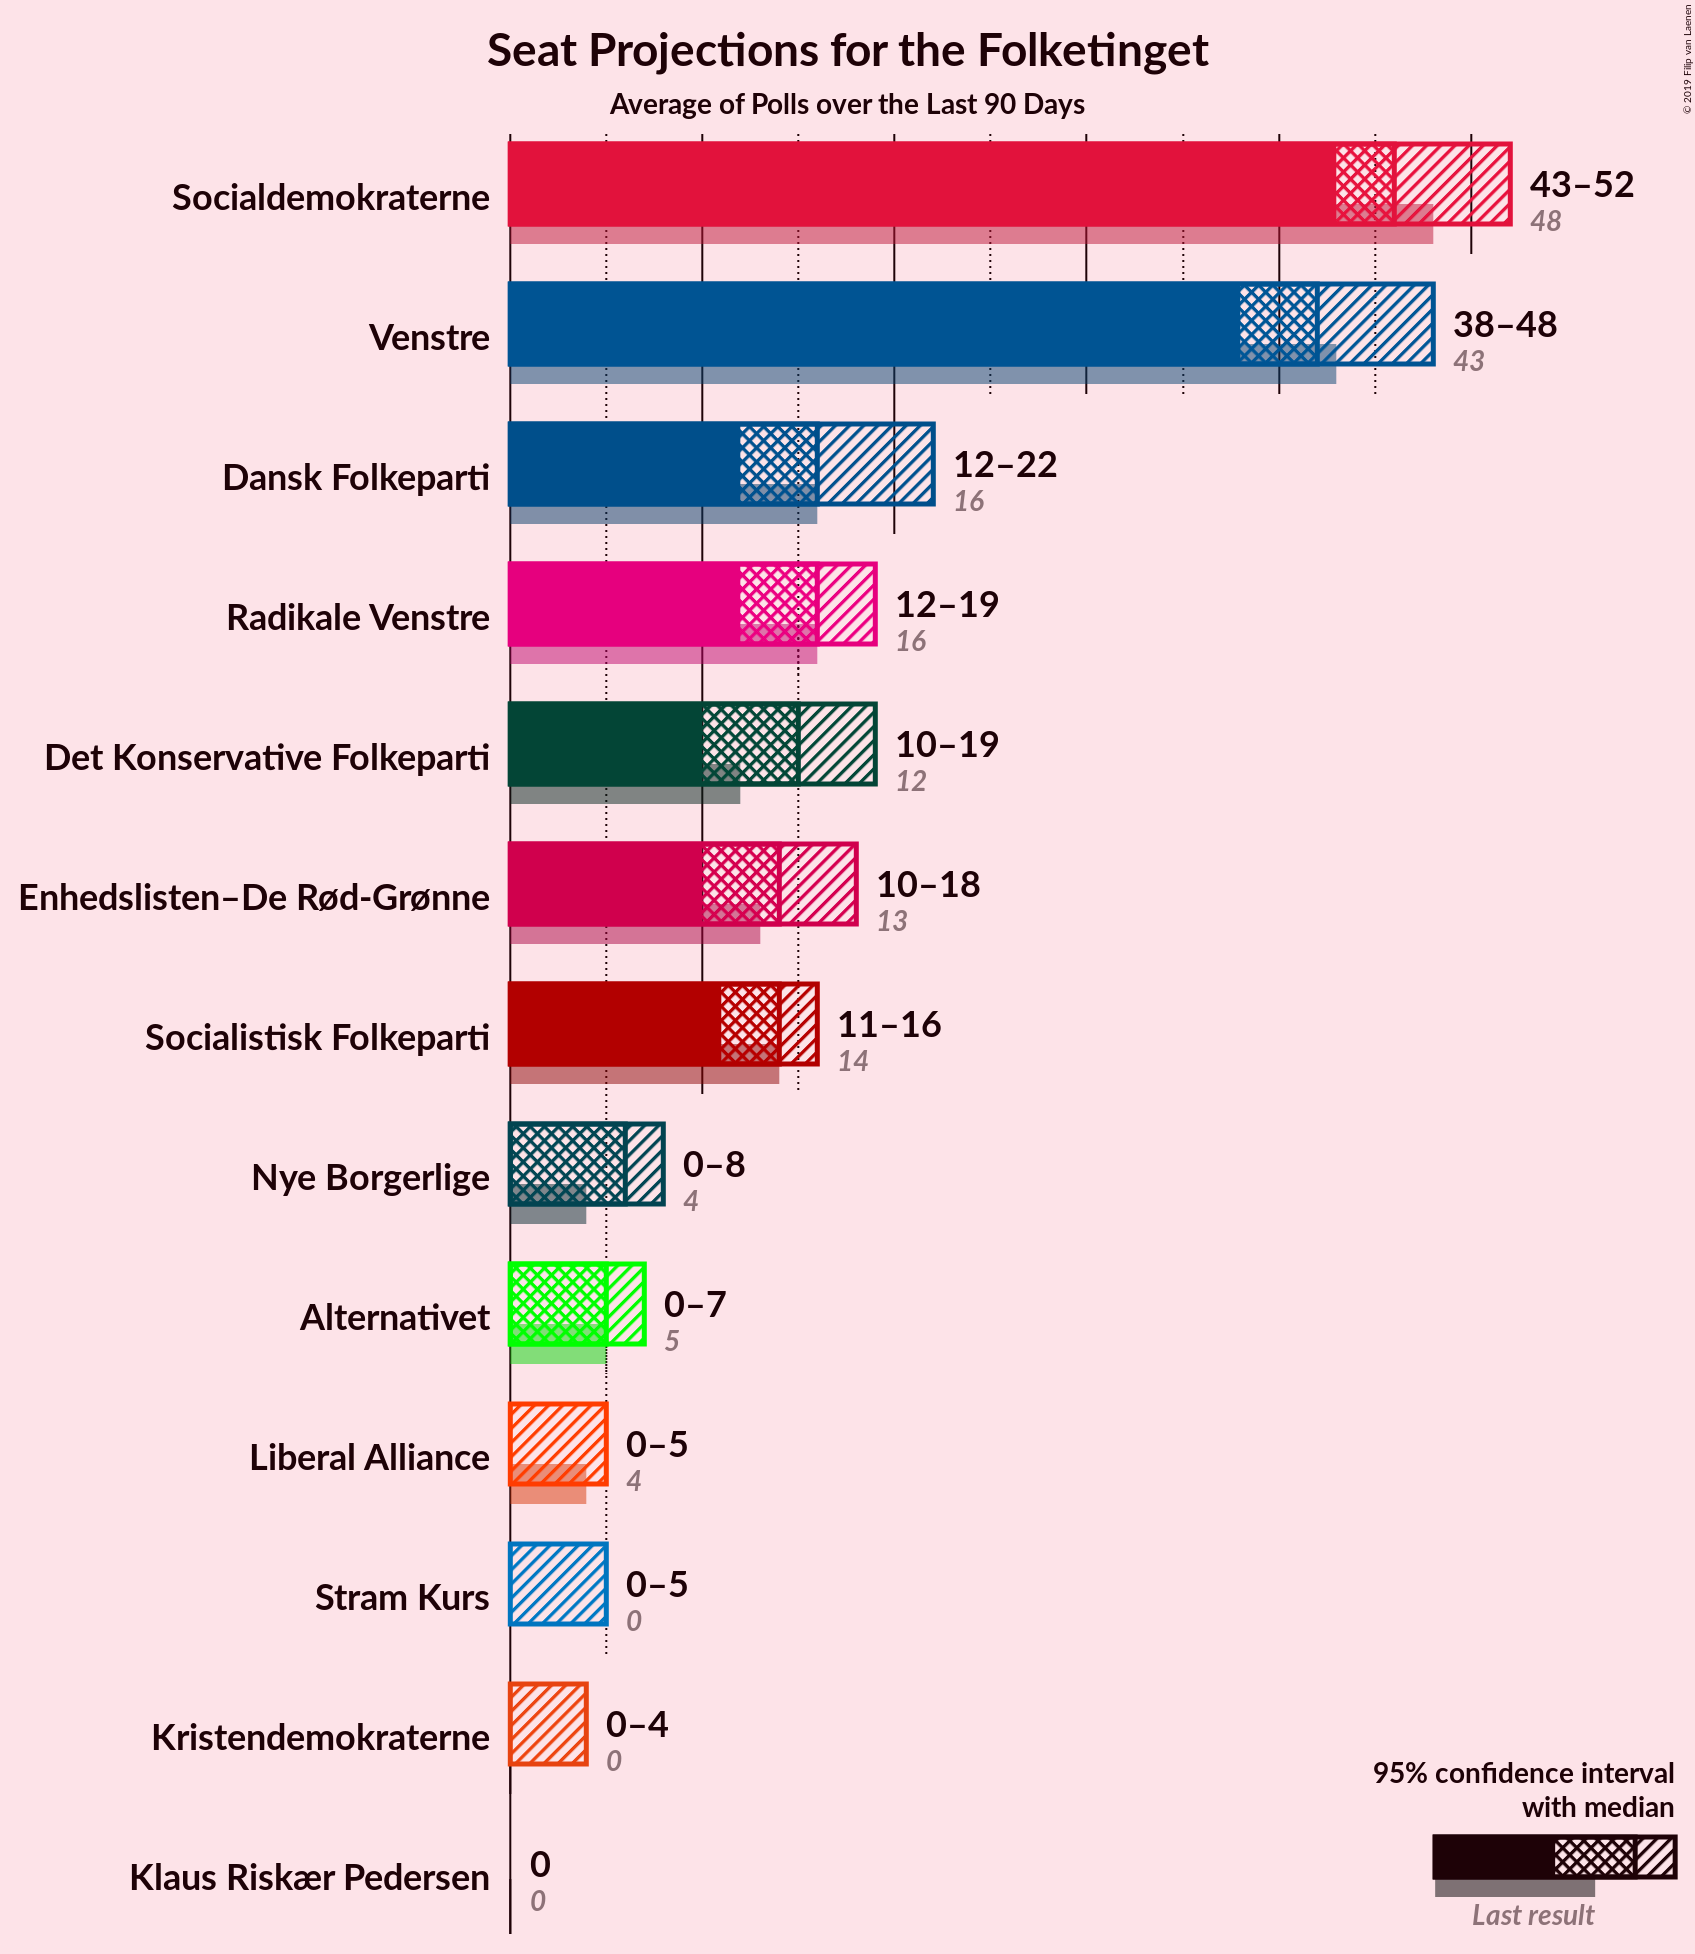 Seat Projections for the Folketinget
Average of Polls over the Last 90 Days
© 2019 Filip van Laenen
Socialdemokraterne
43–52
48
Venstre
38–48
43
Dansk Folkeparti
12–22
16
Radikale Venstre
12–19
16
Det Konservative Folkeparti
10–19
12
Enhedslisten–De Rød-Grønne
10–18
13
Socialistisk Folkeparti
11–16
14
Nye Borgerlige
0–8
4
Alternativet
0–7
5
Liberal Alliance
0–5
4
Stram Kurs
0–5
0
Kristendemokraterne
0–4
0
Klaus Riskær Pedersen
0
0
95% confidence interval
with median
Last result